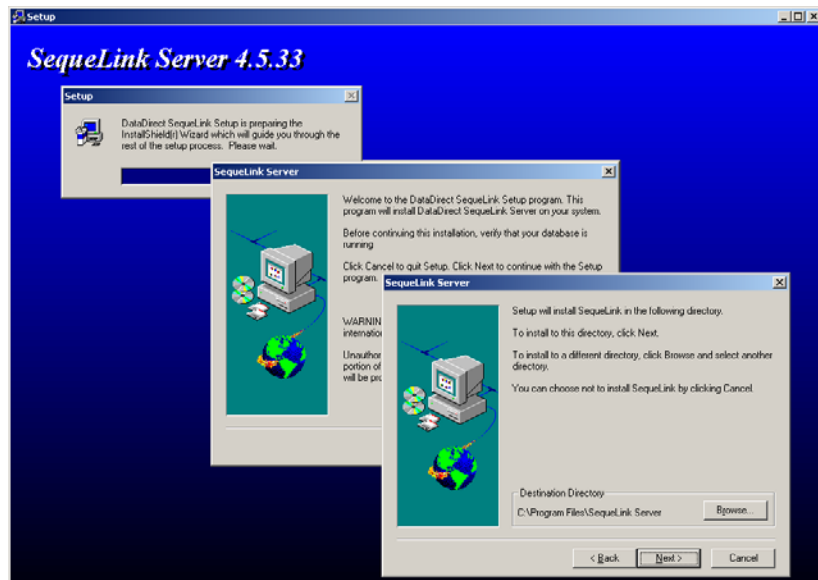 Setup
SequeLink Server 4.5.33
Setup
DataDirect SequeLink Setup is preparing the
InstallShield(r) Wizard which will guide you through the
rest of the setup process. Please wait.
SequeLink Server
Welcome to the DataDirect SequeLink Setup program. This
program will install DataDirect SequeLink Server on your system.
Before continuing this installation, verify that your database is
running
Click Cancel to quit Setup. Click Next to continue with the Setup
program.
WARNIN
internatio
Unauthor
portion of
will be pro
SequeLink Server
Setup will install SequeLink in the following directory.
To install to this directory, click Next.
To install to a different directory, click Browse and select another
directory.
You can choose not to install SequeLink by clicking Cancel.
Destination Directory
C:\Program Files\SequeLink Server
Browse...
< Back
Next >
Cancel